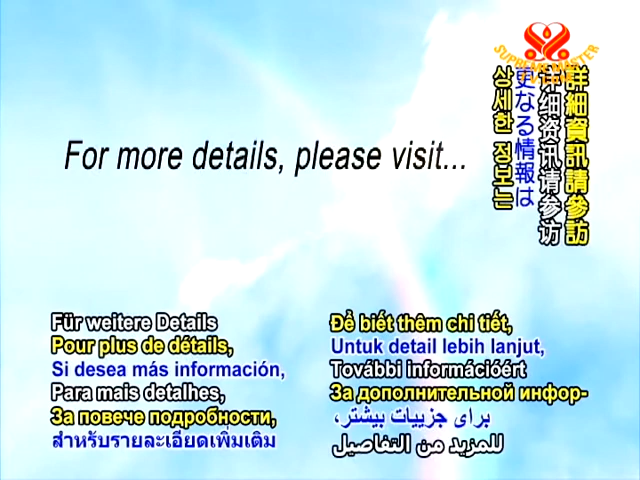 SUPREME MASTER
TV LIVE
For more details, please visit...
詳細資訊請參訪
详细资讯请参访
更なる情報は
상세한 정보는
Für weitere Details
Pour plus de détails,
Si desea más información,
Para mais detalhes,
За повече подробности,
สำหรับรายละเอียดเพิ่มเติม
Để biết thêm chi tiết,
Untuk detail lebih lanjut,
További információért
За дополнительной инфор-
برای جزییات بیشتر،
للمزيد من التفاصيل